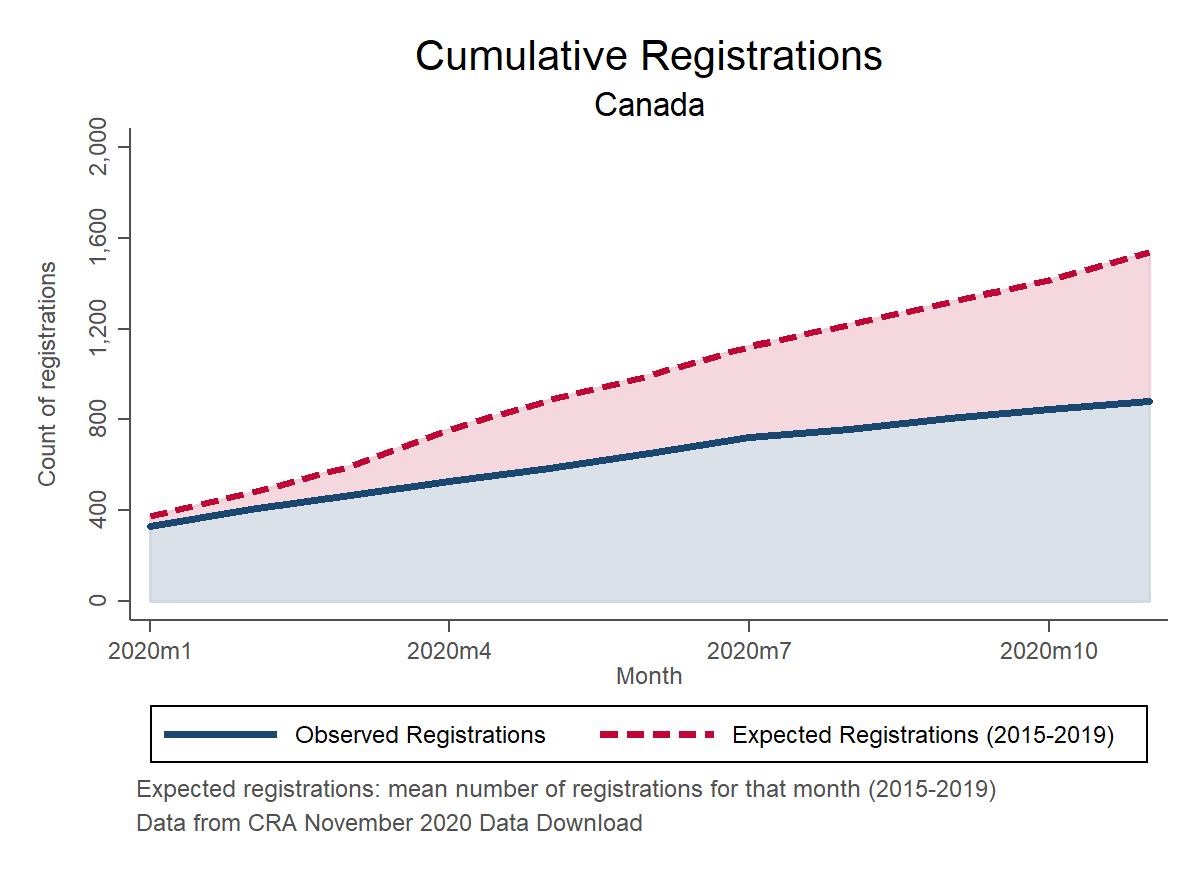 Cumulative Registrations
Canada
Count of registrations
2,000
1,600
1,200
800
400
0
2020m1 2020m4 2020m7 2020m10
Month
Observed Registrations Expected Registrations (2015-2019)
Expected registrations: mean number of registrations for that month (2015-2019)
Data from CRA November 2020 Data Download